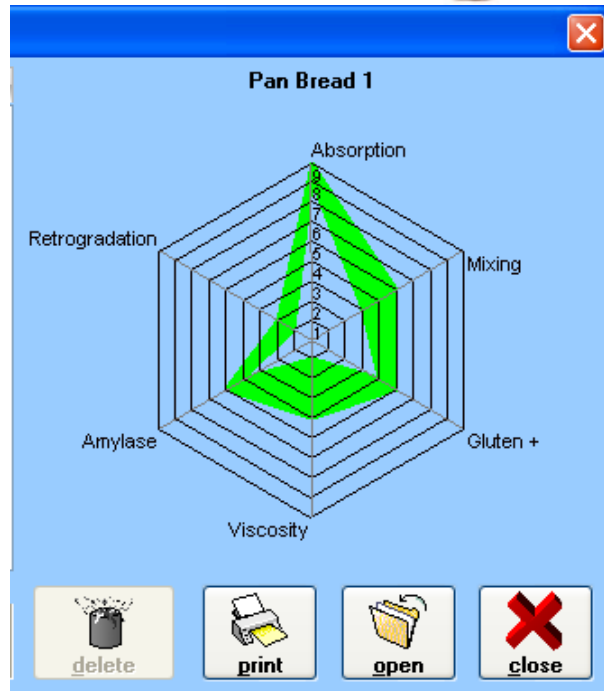 Pan Bread 1
Absorption
9
8
7
6
5
4
3
2
1
Retrogradation
Mixing
Amylase
Gluten +
Viscosity
delete
print
open
close